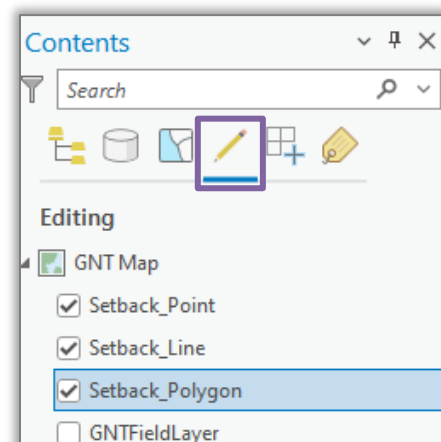 Contents
Search
Editing
GNT Map
Setback_Point
Setback_Line
Setback_Polygon
GNTFieldLayer